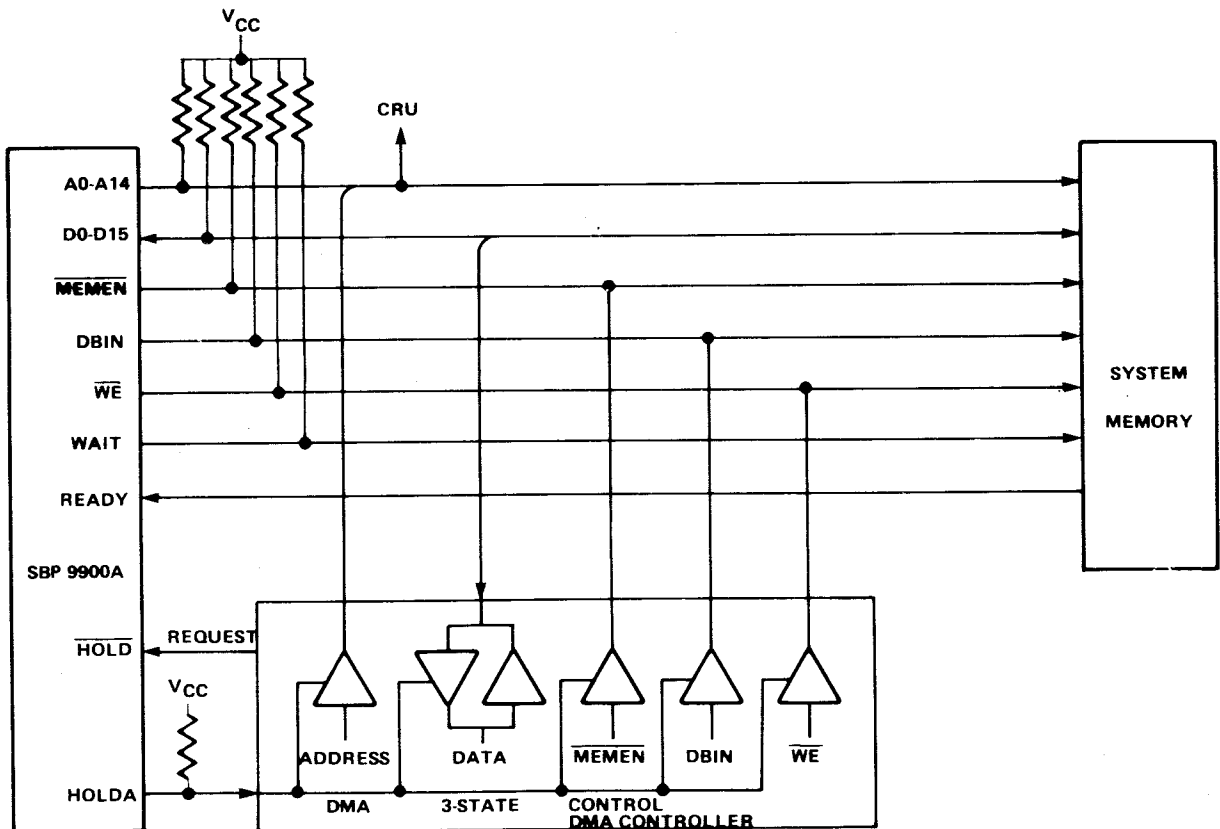 VCC
CRU
A0-A14
D0-D15
MEMEN
DBIN
WE
WAIT
READY
SBP 9900A
HOLD
REQUEST
VCC
HOLDA
SYSTEM
MEMORY
ADDRESS
DATA
MEMEN
DBIN
WE
DMA
3-STATE
CONTROL
DMA CONTROLLER